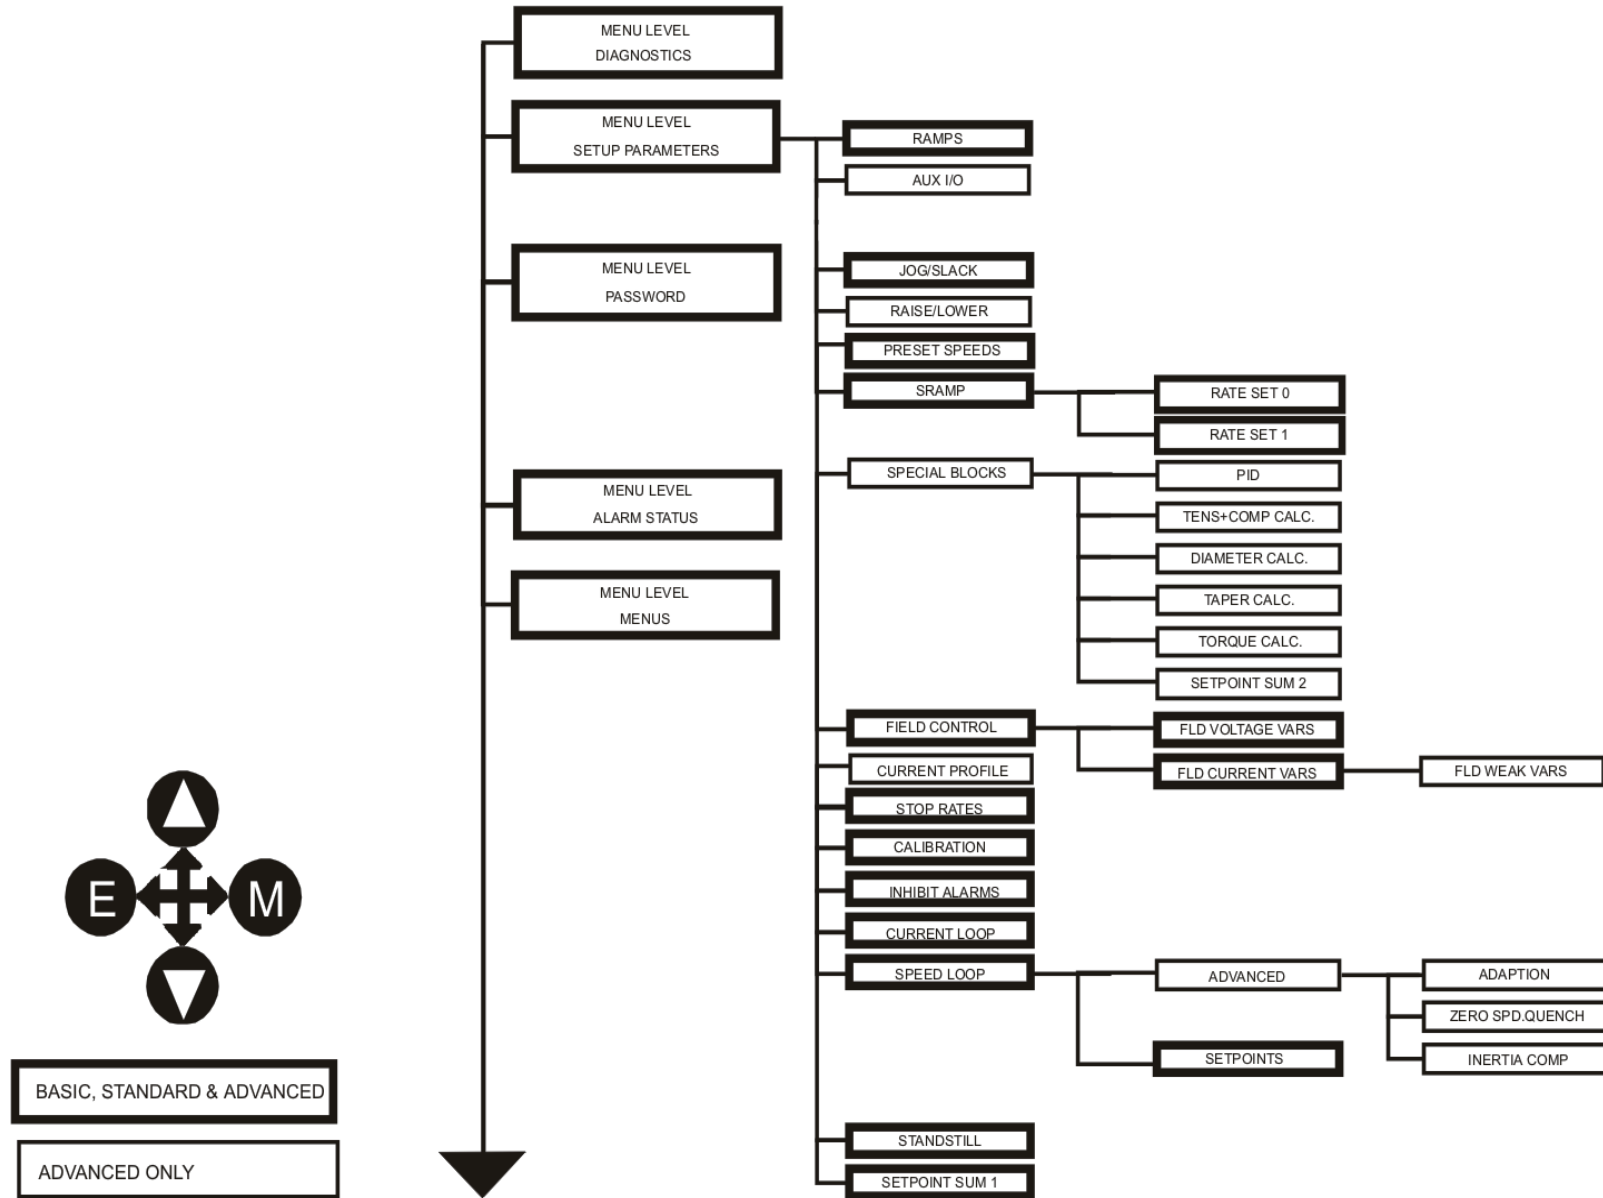 MENU LEVEL
DIAGNOSTICS
MENU LEVEL
SETUP PARAMETERS
RAMPS
AUX I/O
MENU LEVEL
PASSWORD
JOG/SLACK
RAISE/LOWER
PRESET SPEEDS
SRAMP
RATE SET 0
RATE SET 1
MENU LEVEL
ALARM STATUS
SPECIAL BLOCKS
PID
TENS+COMP CALC.
DIAMETER CALC.
TAPER CALC.
TORQUE CALC.
SETPOINT SUM 2
MENU LEVEL
MENUS
FIELD CONTROL
FLD VOLTAGE VARS
FLD CURRENT VARS
FLD WEAK VARS
CURRENT PROFILE
STOP RATES
CALIBRATION
INHIBIT ALARMS
CURRENT LOOP
SPEED LOOP
ADVANCED
ADAPTION
ZERO SPD.QUENCH
INERTIA COMP
SETPOINTS
STANDSTILL
SETPOINT SUM 1
E
M
BASIC, STANDARD & ADVANCED
ADVANCED ONLY